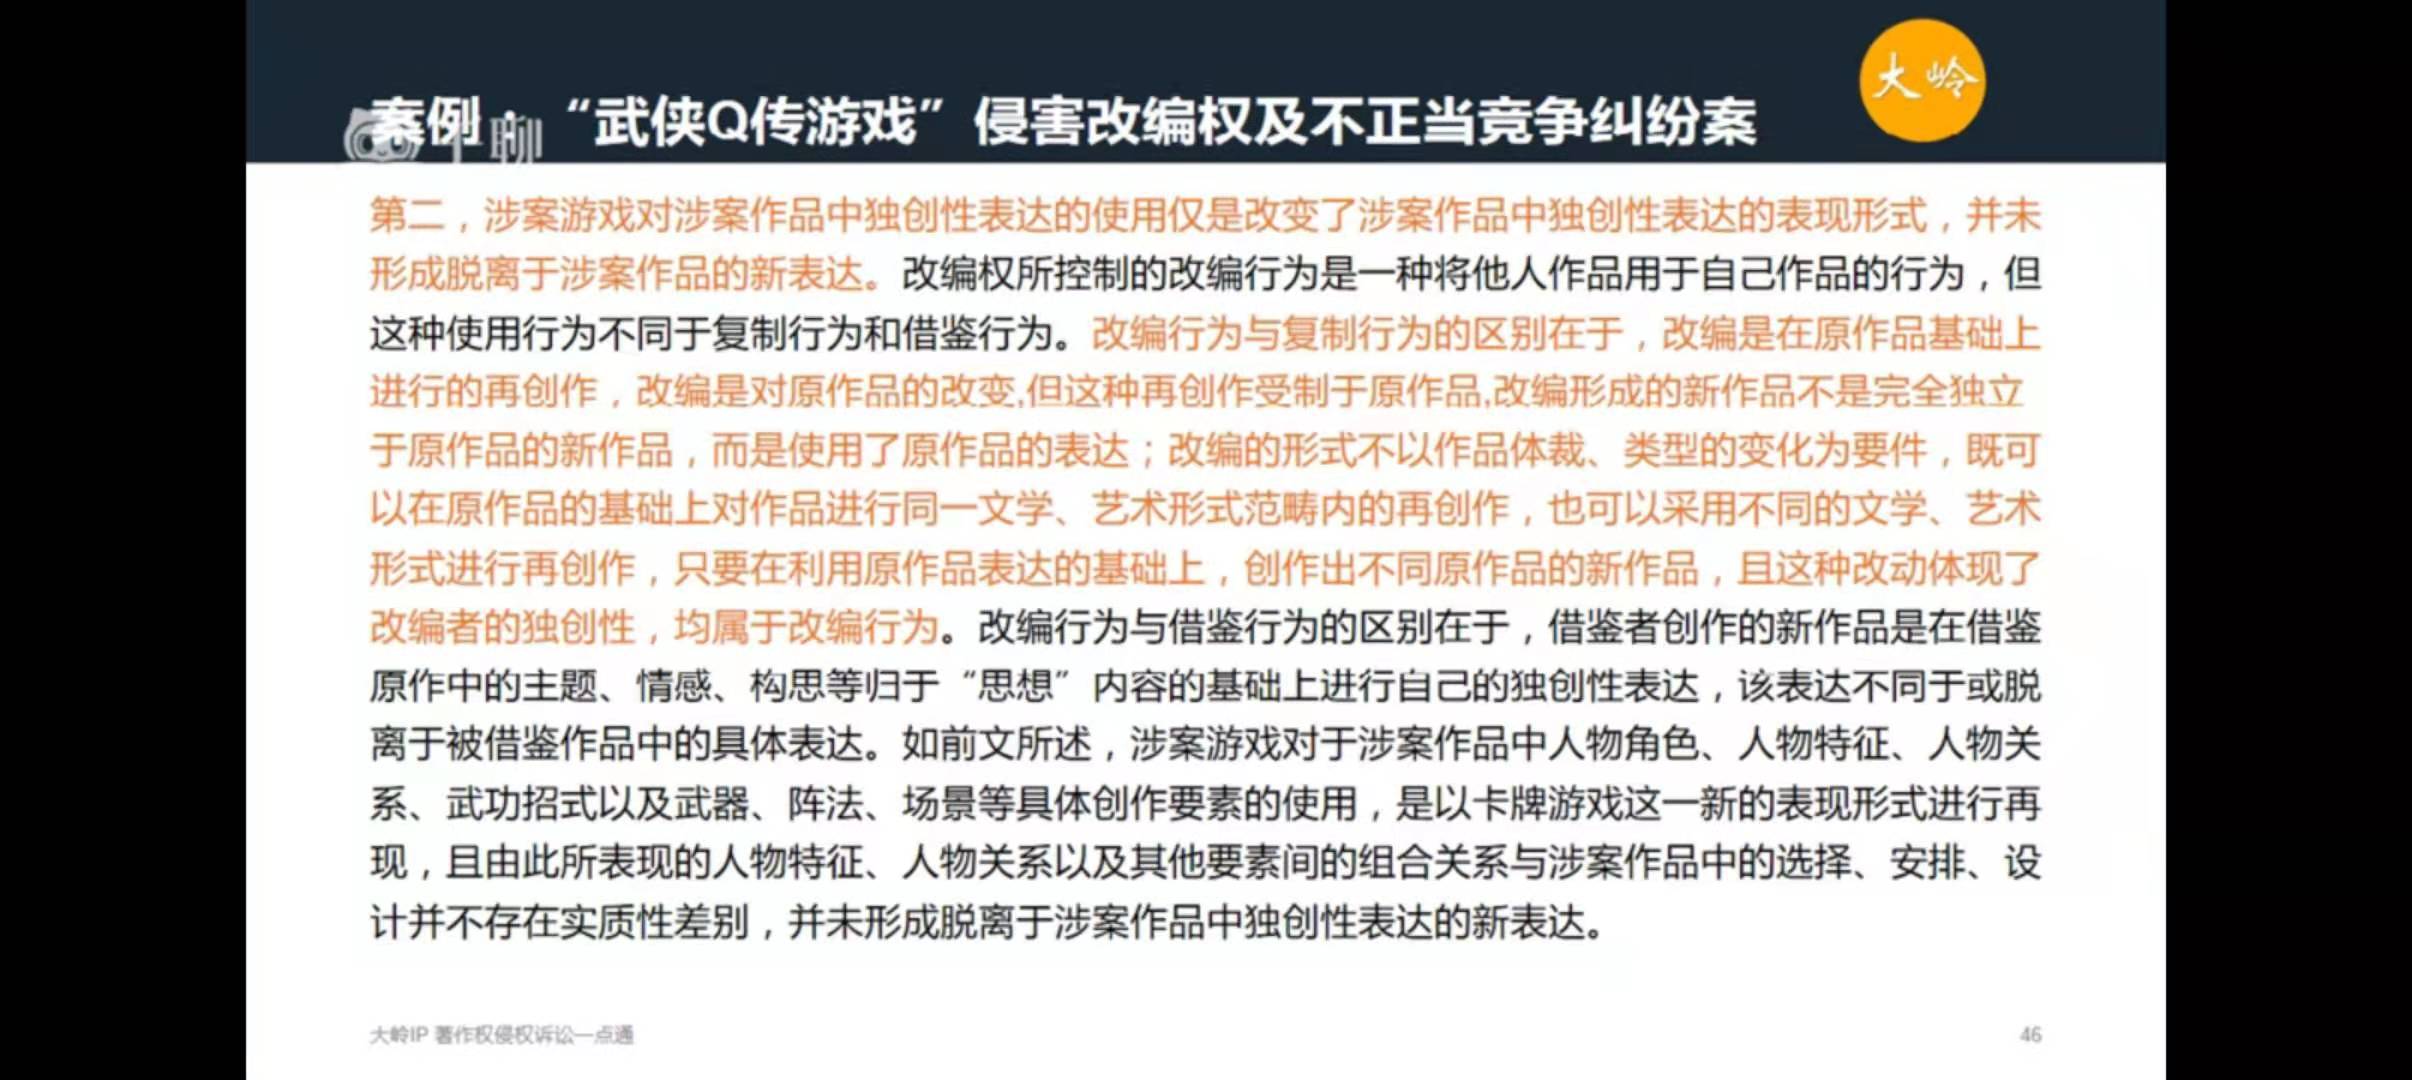 大岭
案例：“武侠Q传游戏”侵害改编权及不正当竞争纠纷案
第二，涉案游戏对涉案作品中独创性表达的使用仅是改变了涉案作品中独创性表达的表现形式，并未
形成脱离于涉案作品的新表达。改编权所控制的改编行为是一种将他人作品用于自己作品的行为，但
这种使用行为不同于复制行为和借鉴行为。改编行为与复制行为的区别在于，改编是在原作品基础上
进行的再创作，改编是对原作品的改变,但这种再创作受制于原作品,改编形成的新作品不是完全独立
于原作品的新作品，而是使用了原作品的表达；改编的形式不以作品体裁、类型的变化为要件，既可
以在原作品的基础上对作品进行同一文学、艺术形式范畴内的再创作，也可以采用不同的文学、艺术
形式进行再创作，只要在利用原作品表达的基础上，创作出不同原作品的新作品，且这种改动体现了
改编者的独创性，均属于改编行为。改编行为与借鉴行为的区别在于，借鉴者创作的新作品是在借鉴
原作中的主题、情感、构思等归于“思想”内容的基础上进行自己的独创性表达，该表达不同于或脱
离于被借鉴作品中的具体表达。如前文所述，涉案游戏对于涉案作品中人物角色、人物特征、人物关
系、武功招式以及武器、阵法、场景等具体创作要素的使用，是以卡牌游戏这一新的表现形式进行再
现，且由此所表现的人物特征、人物关系以及其他要素间的组合关系与涉案作品中的选择、安排、设
计并不存在实质性差别，并未形成脱离于涉案作品中独创性表达的新表达。
大岭IP 著作权侵权诉讼一点通
46